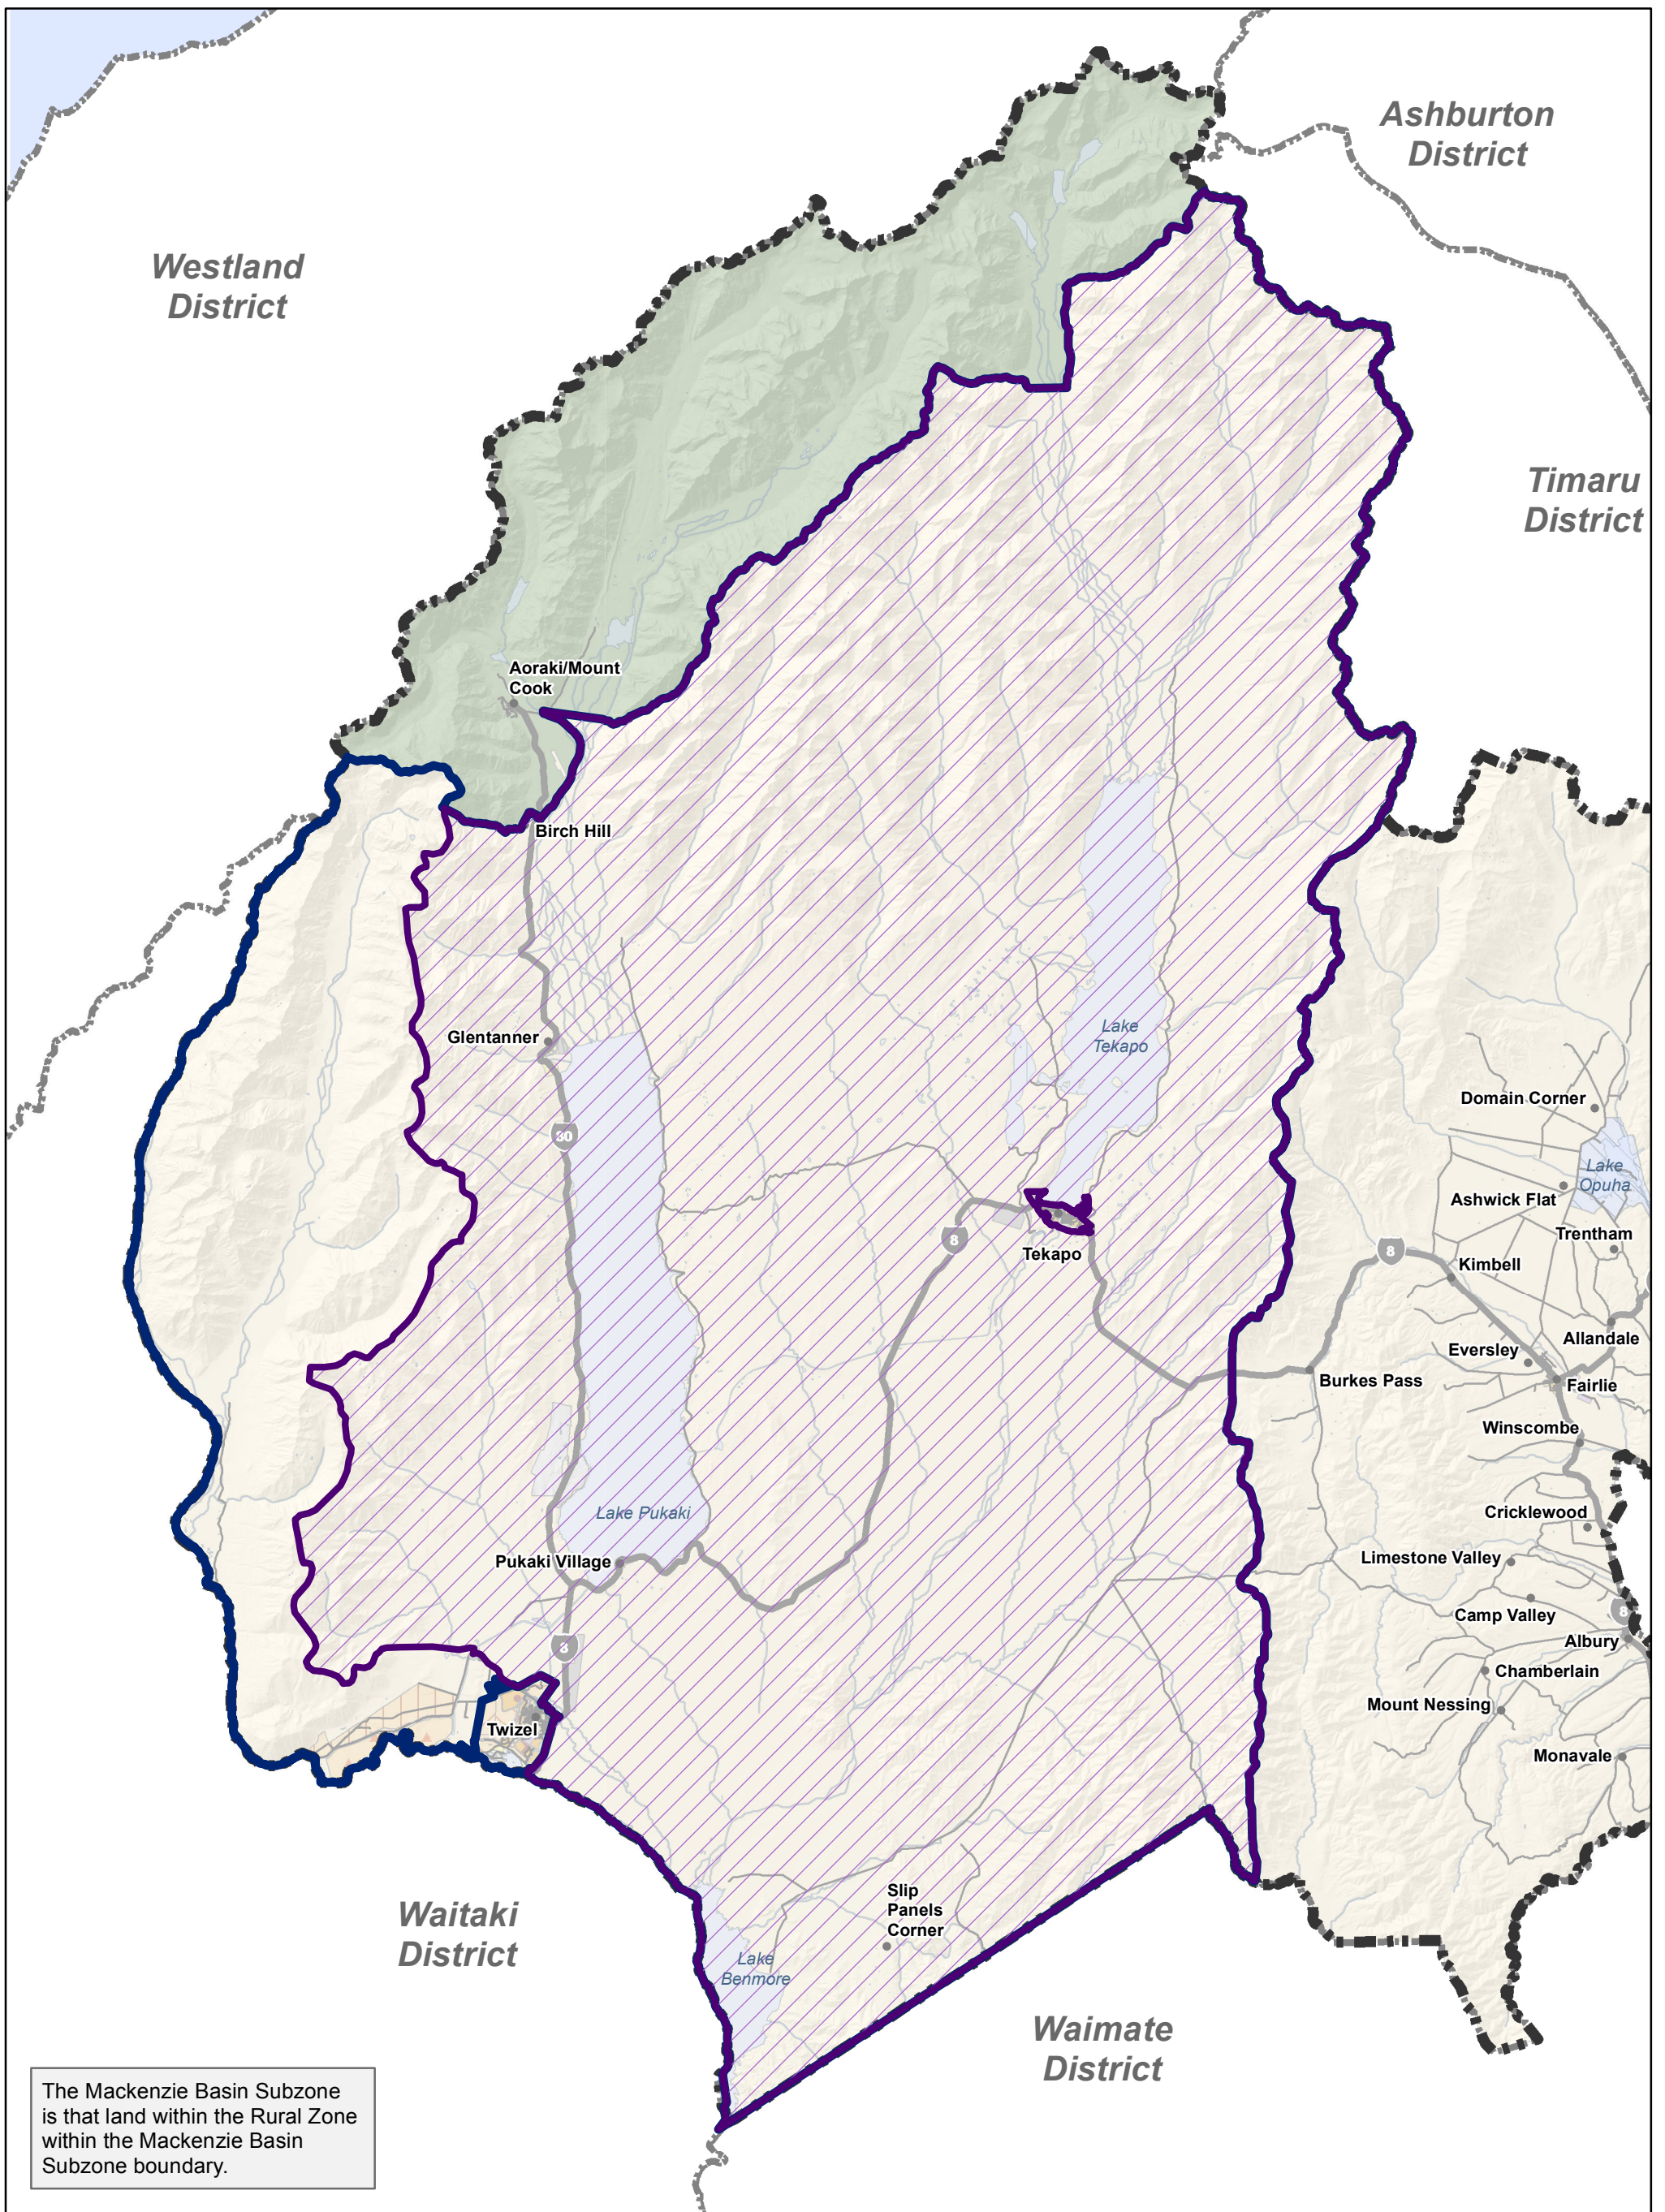 Ashburton
District
Westland
District
Timaru
District
Aoraki/Mount
Cook
Birch Hill
Glentanner
Lake
Tekapo
Domain Corner
30
Lake
Opuha
Ashwick Flat
Trentham
8
8
Tekapo
Kimbell
Allandale
Eversley
Burkes Pass
Fairlie
Winscombe
Lake Pukaki
Cricklewood
Pukaki Village
Limestone Valley
Camp Valley
8
8
Albury
Chamberlain
Mount Nessing
Twizel
Monavale
Slip
Panels
Corner
Waitaki
District
Lake
Benmore
Waimate
District
The Mackenzie Basin Subzone
is that land within the Rural Zone
within the Mackenzie Basin
Subzone boundary.